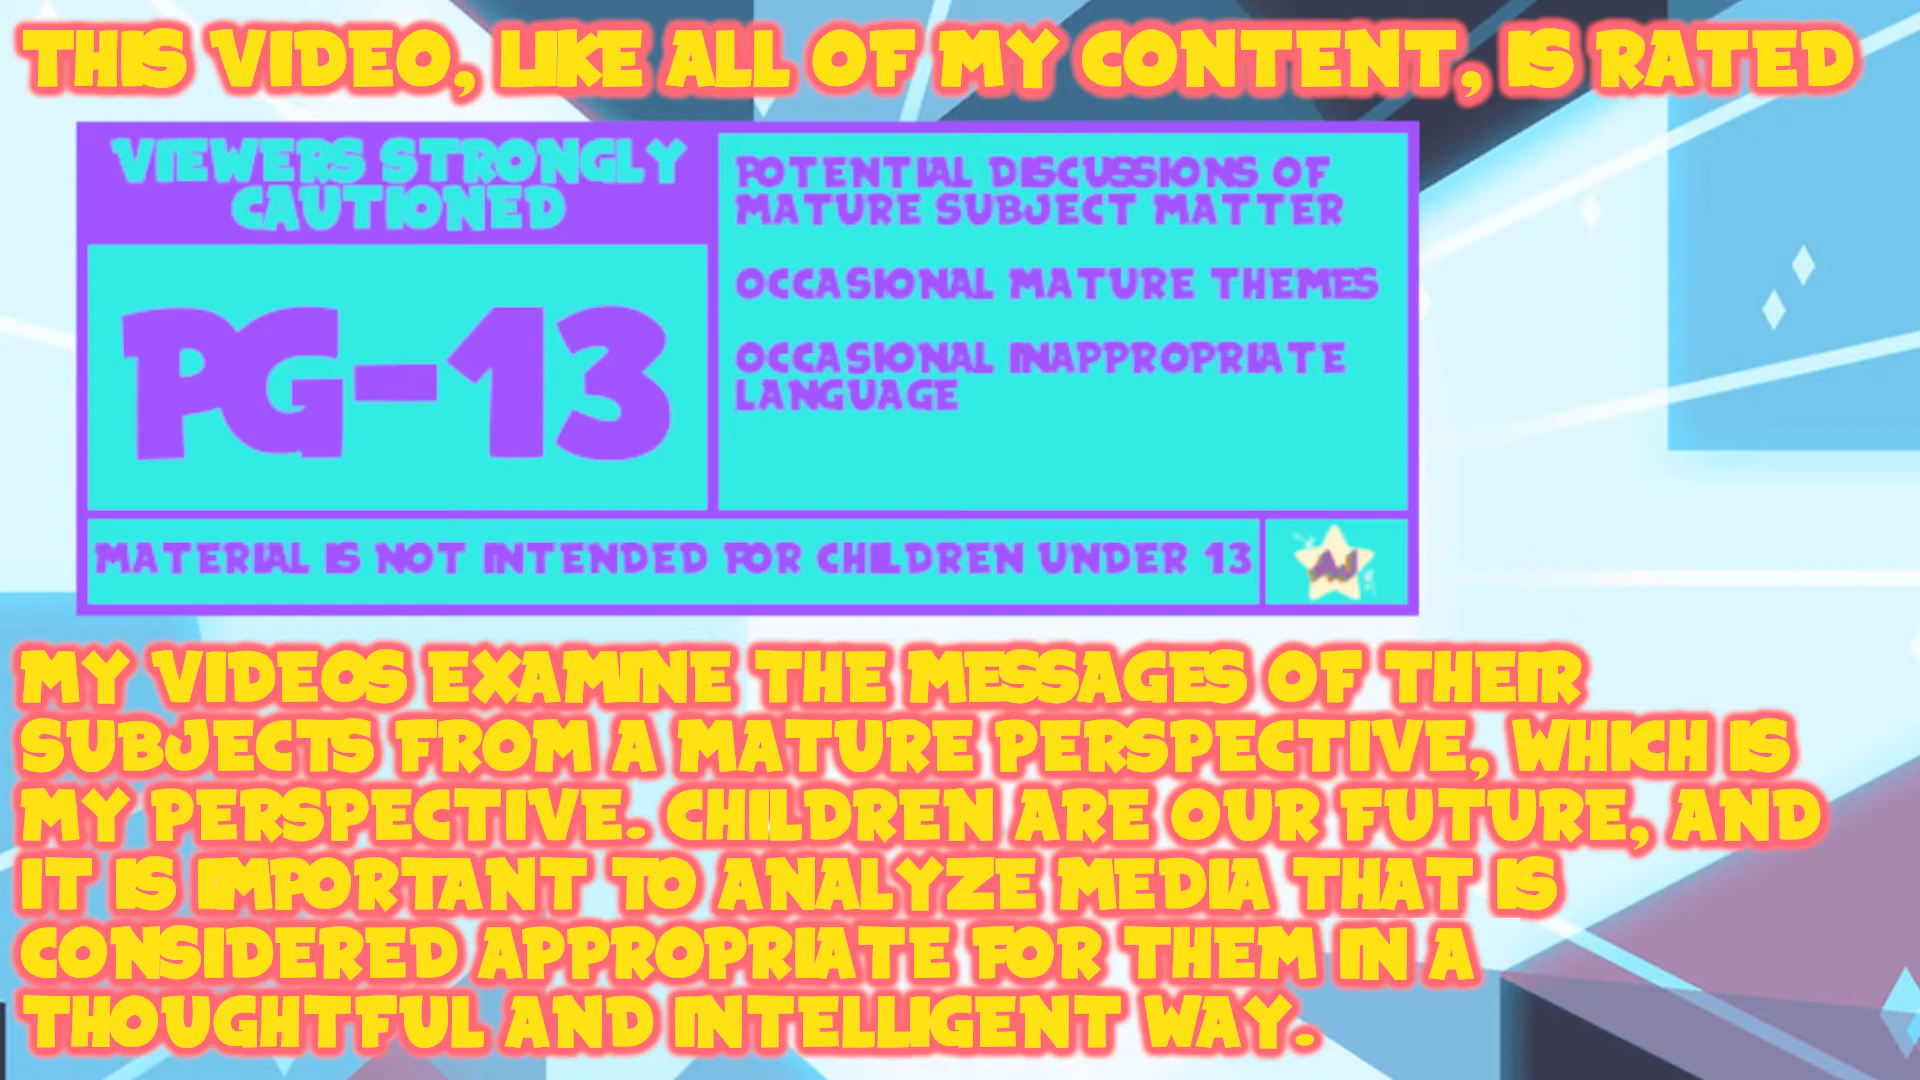 THIS VIDEO, LIKE ALL OF MY CONTENT, IS RATED
VIEWERS STRONGLY
CAUTIONED
PG-13
POTENTIAL DISCUSSIONS OF
MATURE SUBJECT MATTER
OCCASIONAL MATURE THEMES
OCCASIONAL INAPPROPRIATE
LANGUAGE
MATERIAL IS NOT INTENDED FOR CHILDREN UNDER 13
AJ
MY VIDEOS EXAMINE THE MESSAGES OF THEIR
SUBJECTS FROM A MATURE PERSPECTIVE, WHICH IS
MY PERSPECTIVE. CHILDREN ARE OUR FUTURE, AND
IT IS IMPORTANT TO ANALYZE MEDIA THAT IS
CONSIDERED APPROPRIATE FOR THEM IN A
THOUGHTFUL AND INTELLIGENT WAY.